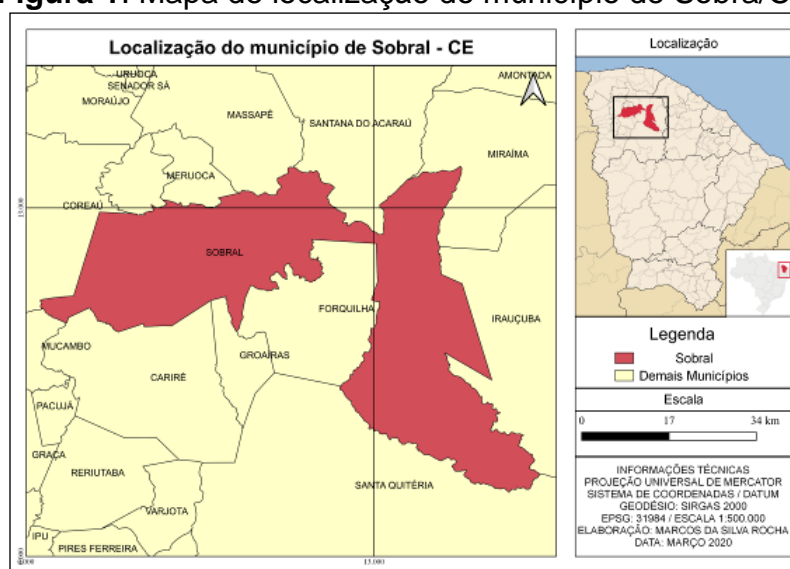 Figura 1: Mapa de localização do município de Sobra/C
Localização do município de Sobral - CE
URUOCA
SENADOR SÁ
MORAÚJO
MASSAPÊ
SANTANA DO ACARAÚ
AMONTADA
MIRAÍMA
MERUOCA
COREAÚ
SOBRAL
FORQUILHA
IRAUÇUBA
MUCAMBO
GROAÍRAS
CARIRÉ
PACUJÁ
GRAÇA
RERIUTABA
SANTA QUITÉRIA
VARJOTA
IPU
PIRES FERREIRA
13.000
Localização
Legenda
Sobral
Demais Municípios
Escala
0 17 34 km
INFORMAÇÕES TÉCNICAS
PROJEÇÃO UNIVERSAL DE MERCATOR
SISTEMA DE COORDENADAS / DATUM
GEODÉSIO: SIRGAS 2000
EPSG: 31984 / ESCALA 1:500.000
ELABORAÇÃO: MARCOS DA SILVA ROCHA
DATA: MARÇO 2020